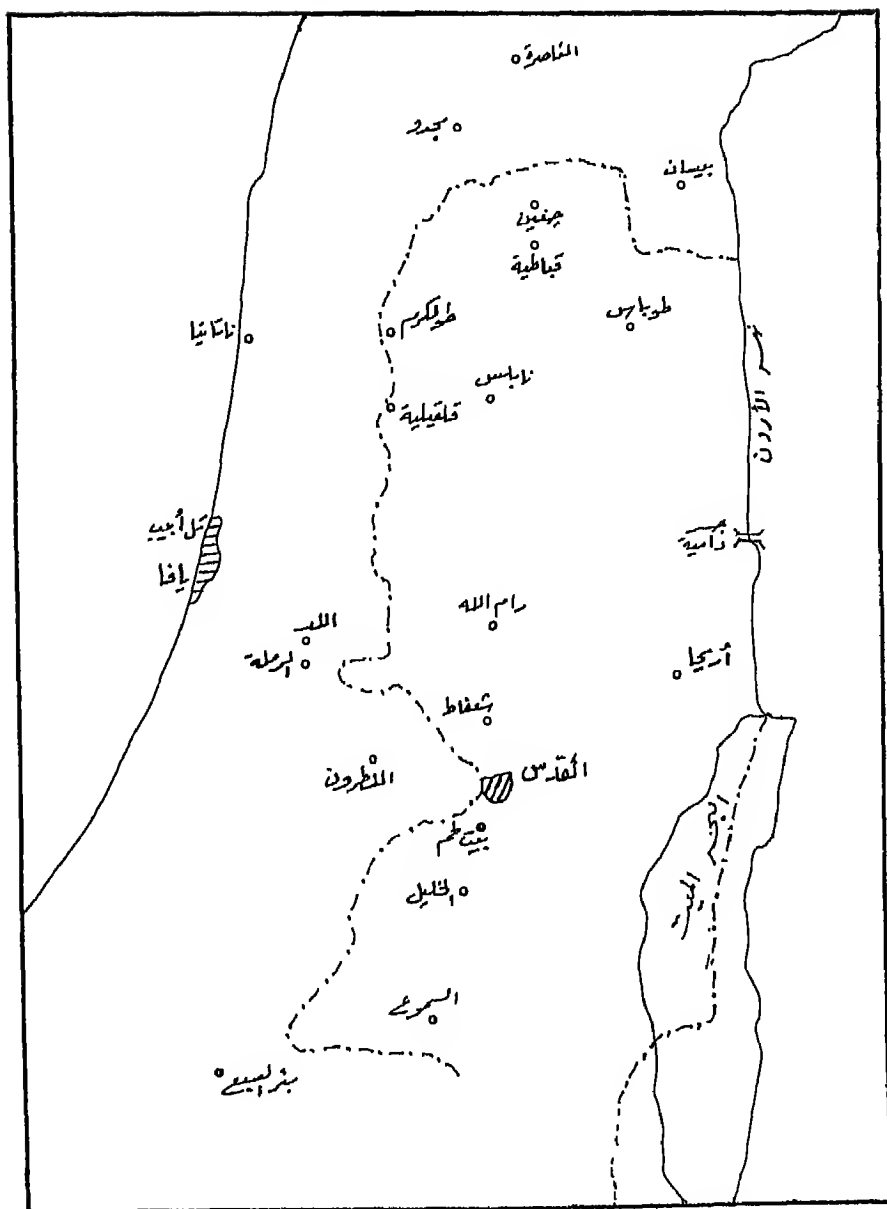 الناصرة
مجدو
بيسان
جنين
قباطية
طوباس
طولكرم
ناتانيا
نابلس
قلقيلية
نهر الأردن
تل أبيب
يافا
جسر
دامية
رام الله
اللد
الرملة
أريحا
شعفاط
القدس
اللطرون
البحر الميت
بيت لحم
الخليل
السموع
بئر السبع